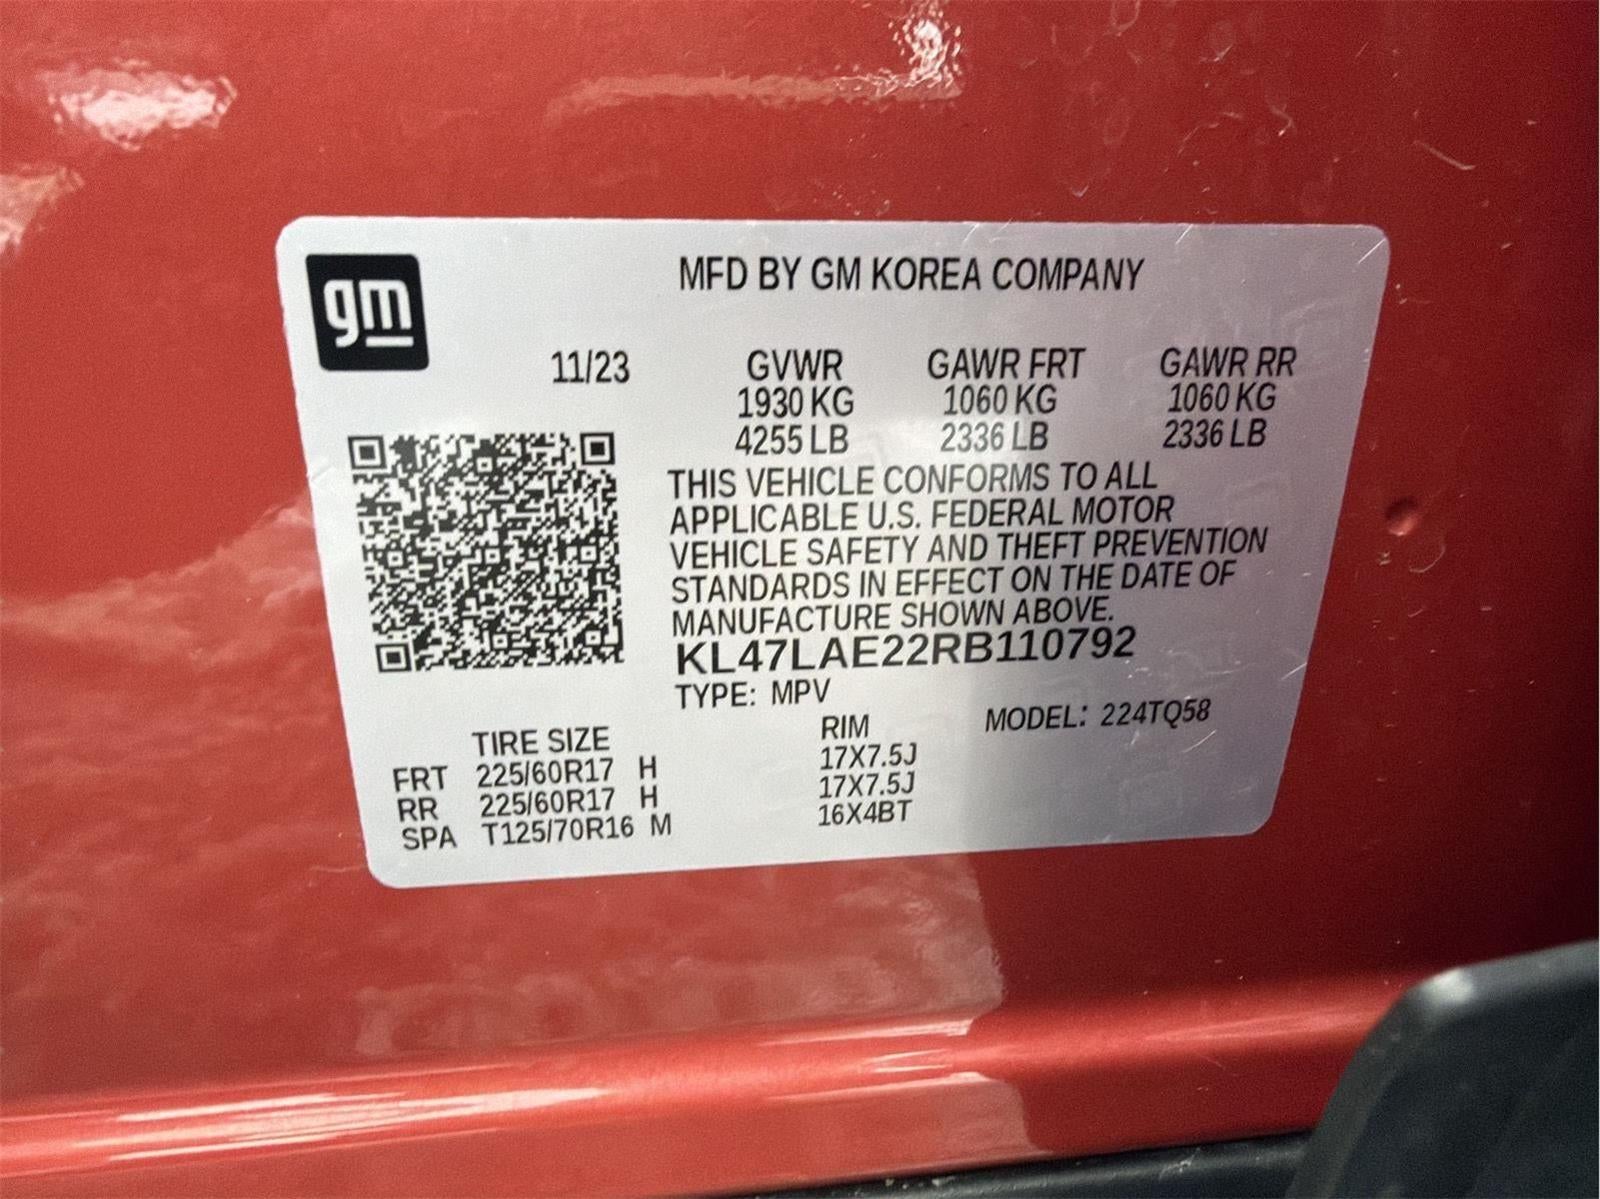 gm
MFD BY GM KOREA COMPANY
11/23 GVWR GAWR FRT GAWR RR
1930 KG 1060 KG 1060 KG
4255 LB 2336 LB 2336 LB
THIS VEHICLE CONFORMS TO ALL
APPLICABLE U.S. FEDERAL MOTOR
VEHICLE SAFETY AND THEFT PREVENTION
STANDARDS IN EFFECT ON THE DATE OF
MANUFACTURE SHOWN ABOVE.
KL47LAE22RB110792
TYPE: MPV
MODEL: 224TQ58
TIRE SIZE RIM
FRT 225/60R17 H 17X7.5J
RR 225/60R17 H 17X7.5J
SPA T125/70R16 M 16X4BT